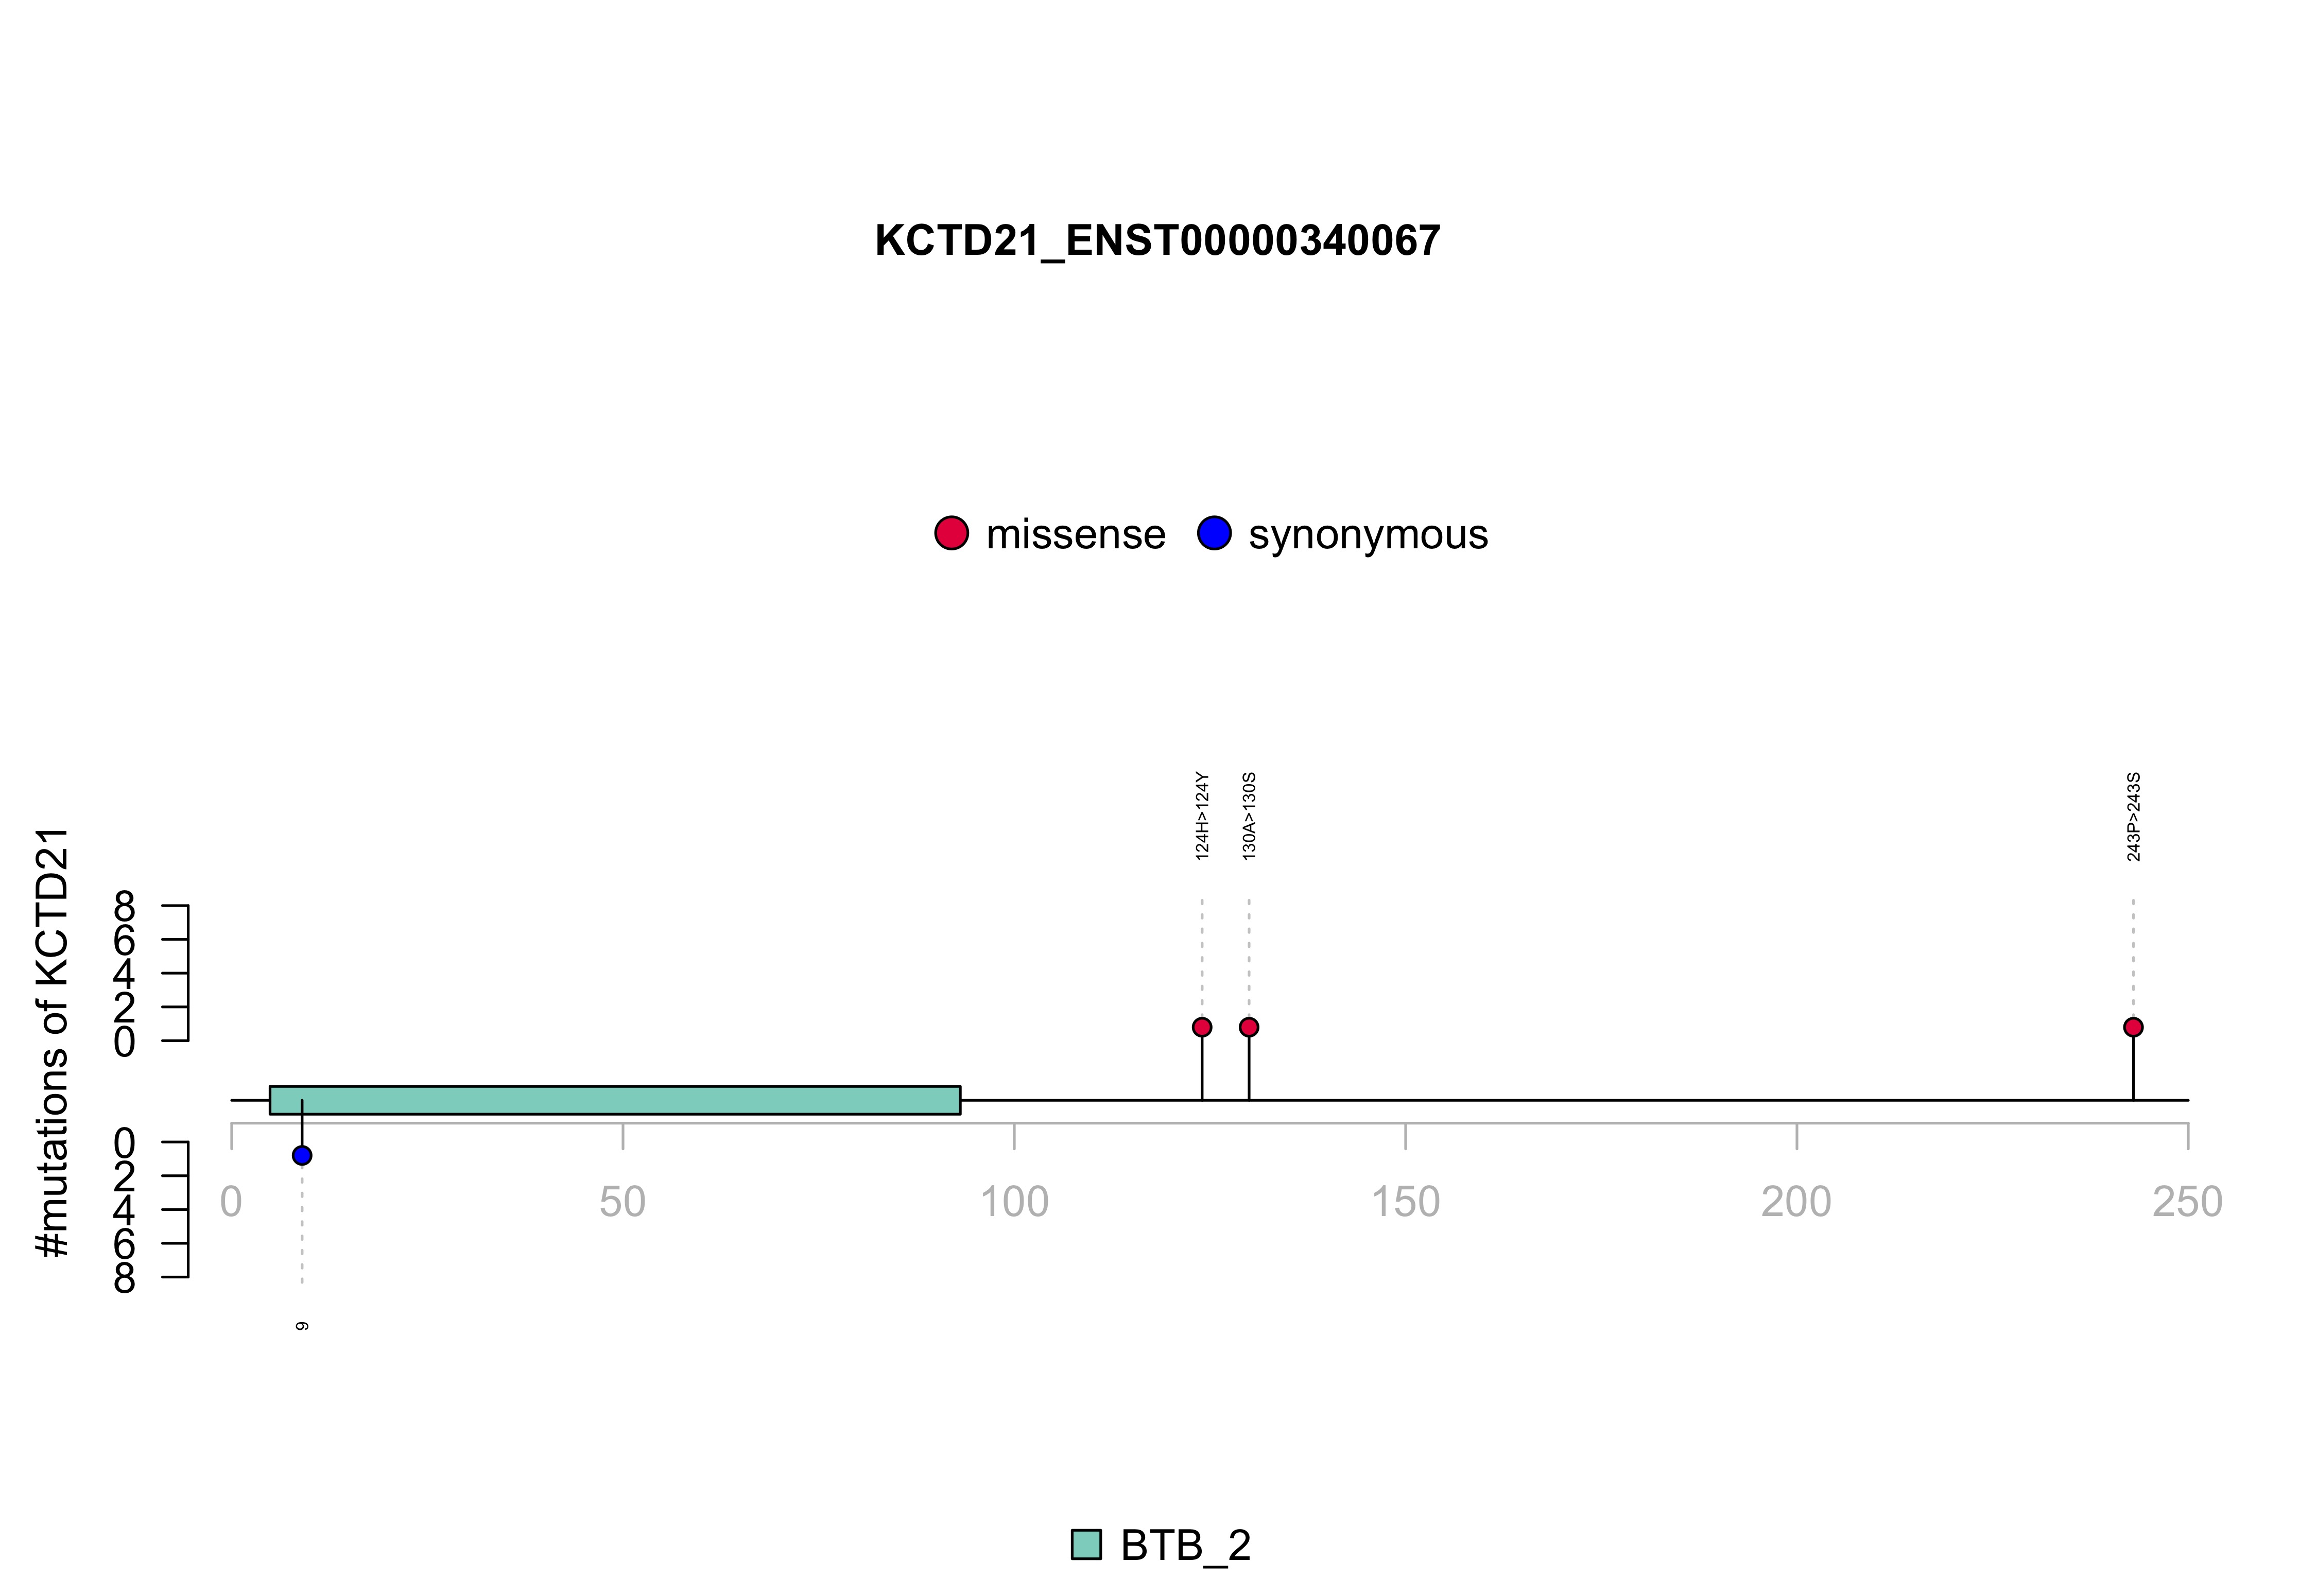 KCTD21_ENST00000340067
missense synonymous
124H>124Y
130A>130S
243P>243S
#mutations of KCTD21
8
6
4
2
0
0
2
4
6
8
0 50 100 150 200 250
9
BTB_2